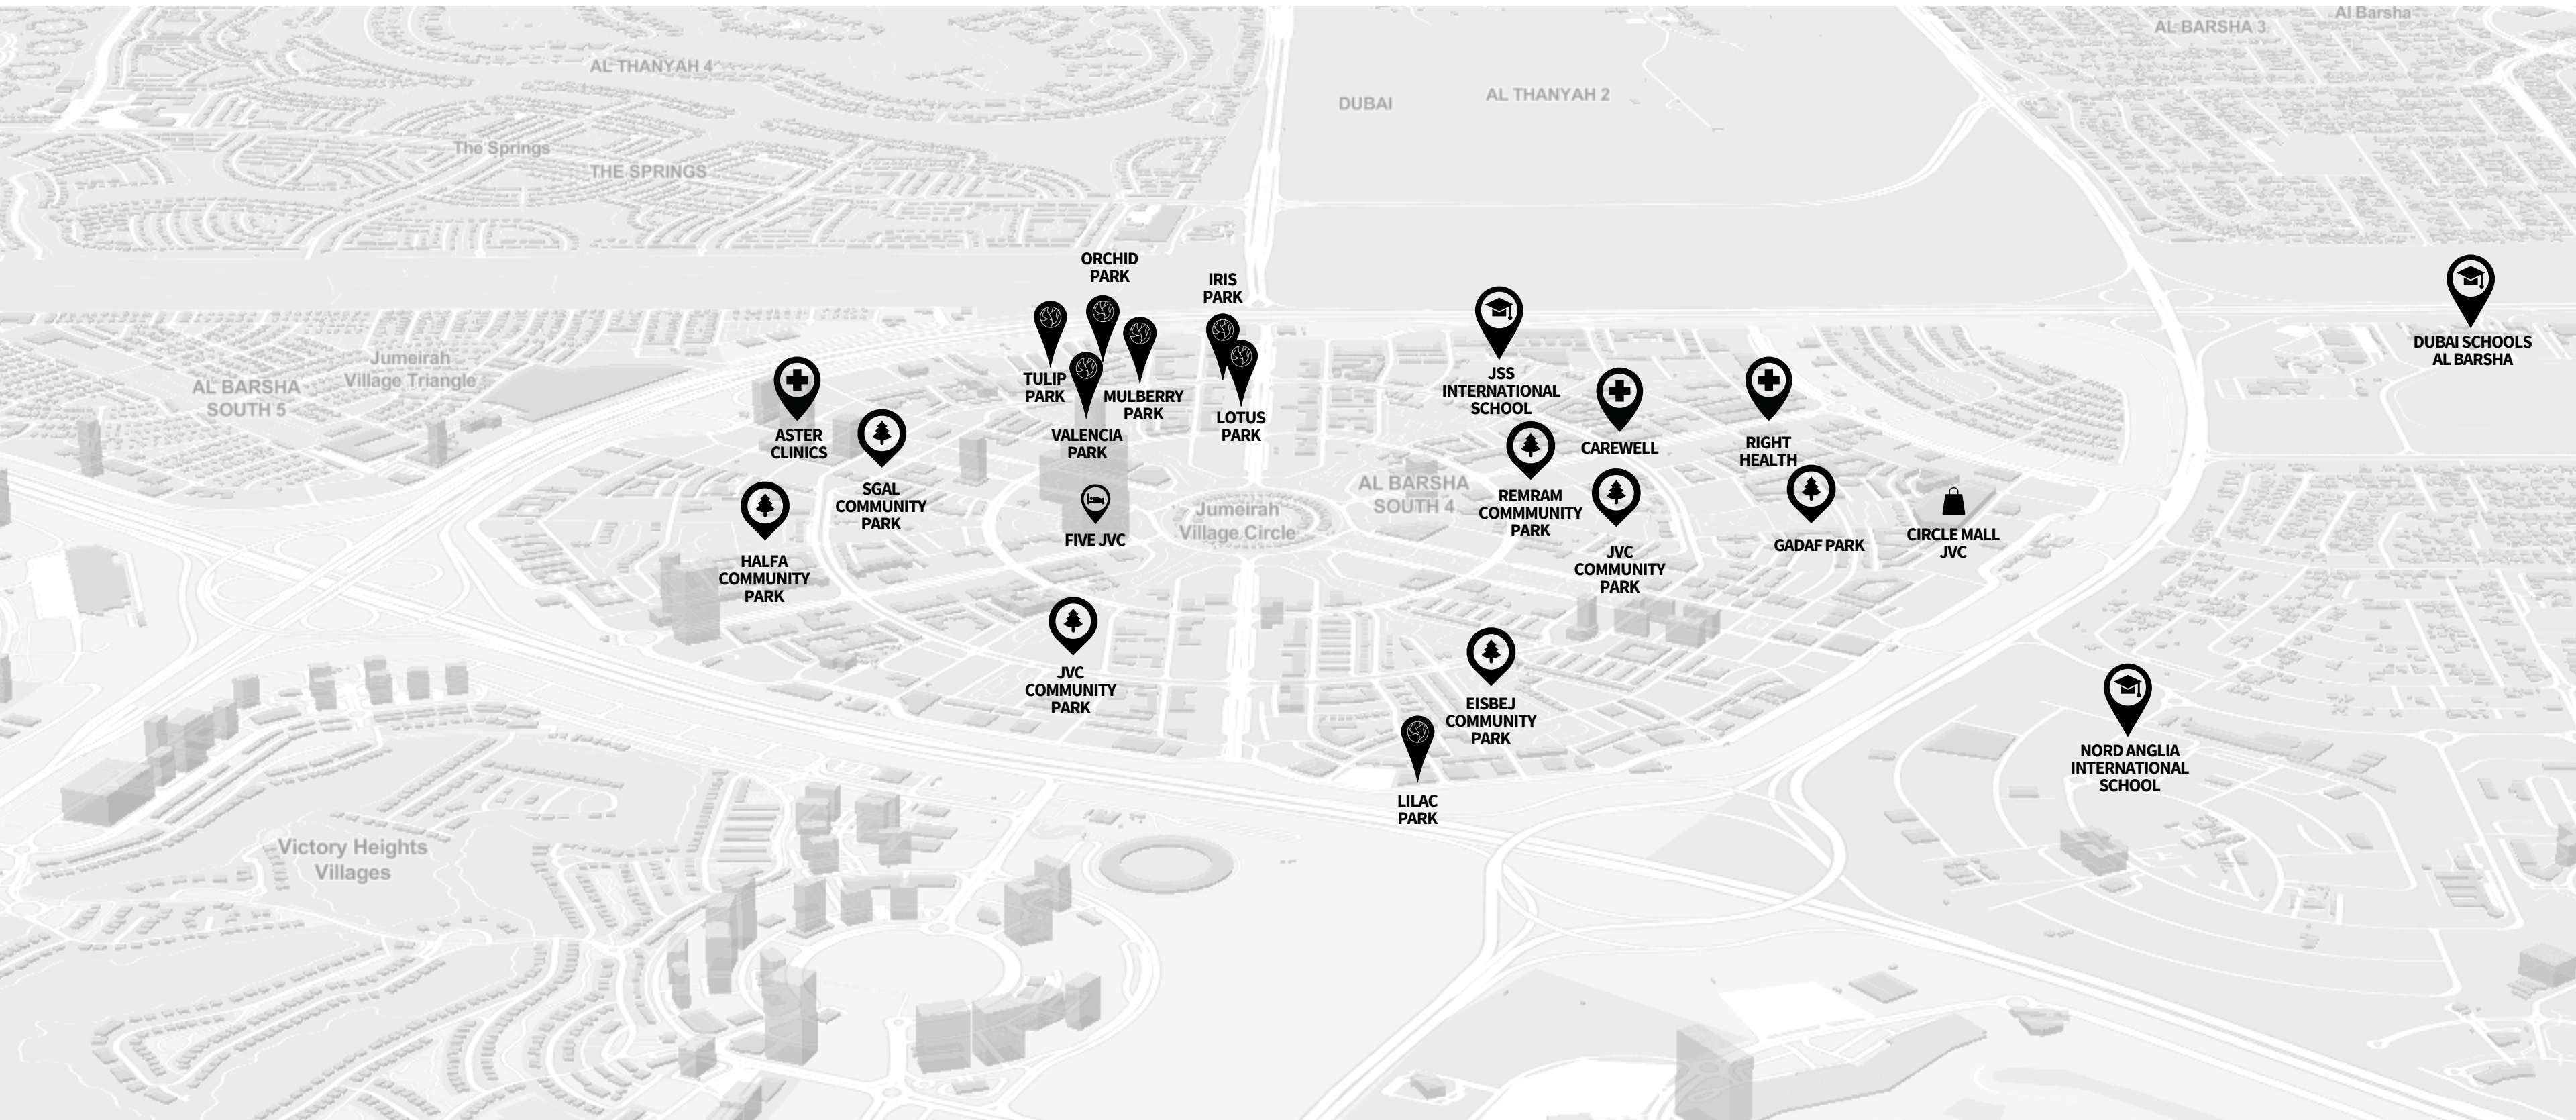 Al Barsha
AL BARSHA 3
AL THANYAH 4
AL THANYAH 2
DUBAI
The Springs
THE SPRINGS
ORCHID
PARK
IRIS
PARK
TULIP
PARK
MULBERRY
PARK
VALENCIA
PARK
LOTUS
PARK
JSS
INTERNATIONAL
SCHOOL
DUBAI SCHOOLS
AL BARSHA
Jumeirah
Village Triangle
AL BARSHA
SOUTH 5
ASTER
CLINICS
SGAL
COMMUNITY
PARK
HALFA
COMMUNITY
PARK
FIVE JVC
Jumeirah
Village Circle
AL BARSHA
SOUTH 4
CAREWELL
RIGHT
HEALTH
REMRAM
COMMMUNITY
PARK
JVC
COMMUNITY
PARK
GADAF PARK
CIRCLE MALL
JVC
JVC
COMMUNITY
PARK
EISBEJ
COMMUNITY
PARK
LILAC
PARK
NORD ANGLIA
INTERNATIONAL
SCHOOL
Victory Heights
Villages